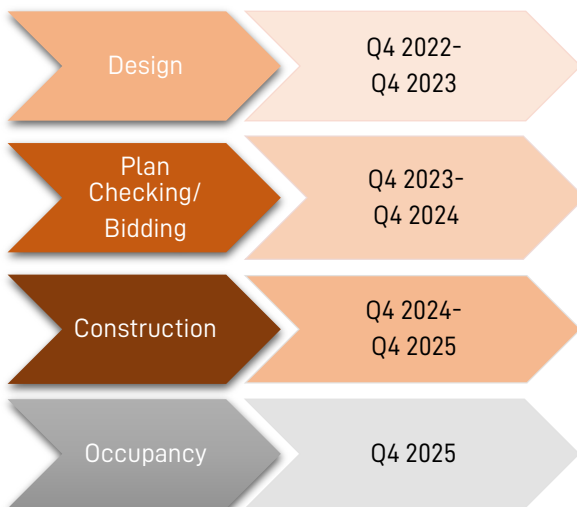 Design
Q4 2022-
Q4 2023
Plan
Checking/
Bidding
Q4 2023-
Q4 2024
Construction
Q4 2024-
Q4 2025
Occupancy
Q4 2025